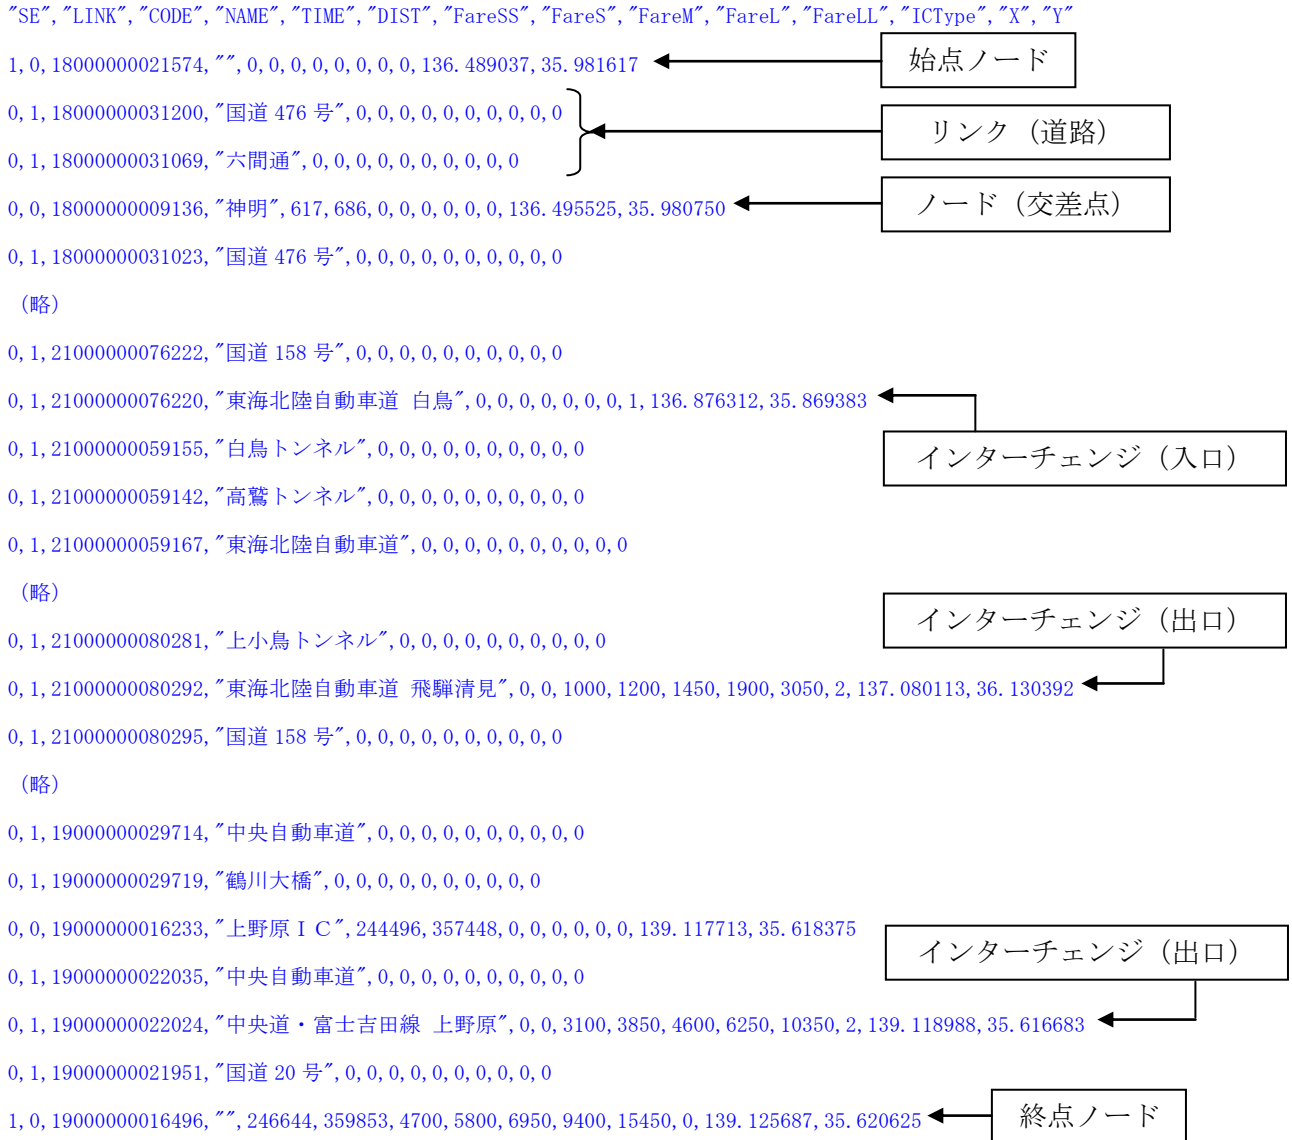 "SE","LINK","CODE","NAME","TIME","DIST","FareSS","FareS","FareM","FareL","FareLL","ICType","X","Y"
1,0,18000000021574,"",0,0,0,0,0,0,0,0,136.489037,35.981617
始点ノード
0,1,18000000031200,"国道 476 号",0,0,0,0,0,0,0,0,0,0
リンク（道路）
0,1,18000000031069,"六間通",0,0,0,0,0,0,0,0,0,0
0,0,18000000009136,"神明",617,686,0,0,0,0,0,0,136.495525,35.980750
ノード（交差点）
0,1,18000000031023,"国道 476 号",0,0,0,0,0,0,0,0,0,0
（略）
0,1,21000000076222,"国道 158 号",0,0,0,0,0,0,0,0,0,0
0,1,21000000076220,"東海北陸自動車道 白鳥",0,0,0,0,0,0,0,1,136.876312,35.869383
インターチェンジ（入口）
0,1,21000000059155,"白鳥トンネル",0,0,0,0,0,0,0,0,0,0
0,1,21000000059142,"高鷲トンネル",0,0,0,0,0,0,0,0,0,0
0,1,21000000059167,"東海北陸自動車道",0,0,0,0,0,0,0,0,0,0
（略）
インターチェンジ（出口）
0,1,21000000080281,"上小鳥トンネル",0,0,0,0,0,0,0,0,0,0
0,1,21000000080292,"東海北陸自動車道 飛騨清見",0,0,1000,1200,1450,1900,3050,2,137.080113,36.130392
0,1,21000000080295,"国道 158 号",0,0,0,0,0,0,0,0,0,0
（略）
0,1,19000000029714,"中央自動車道",0,0,0,0,0,0,0,0,0,0
0,1,19000000029719,"鶴川大橋",0,0,0,0,0,0,0,0,0,0
0,0,19000000016233,"上野原ＩＣ",244496,357448,0,0,0,0,0,0,139.117713,35.618375
インターチェンジ（出口）
0,1,19000000022035,"中央自動車道",0,0,0,0,0,0,0,0,0,0
0,1,19000000022024,"中央道・富士吉田線 上野原",0,0,3100,3850,4600,6250,10350,2,139.118988,35.616683
0,1,19000000021951,"国道 20 号",0,0,0,0,0,0,0,0,0,0
1,0,19000000016496,"",246644,359853,4700,5800,6950,9400,15450,0,139.125687,35.620625
終点ノード